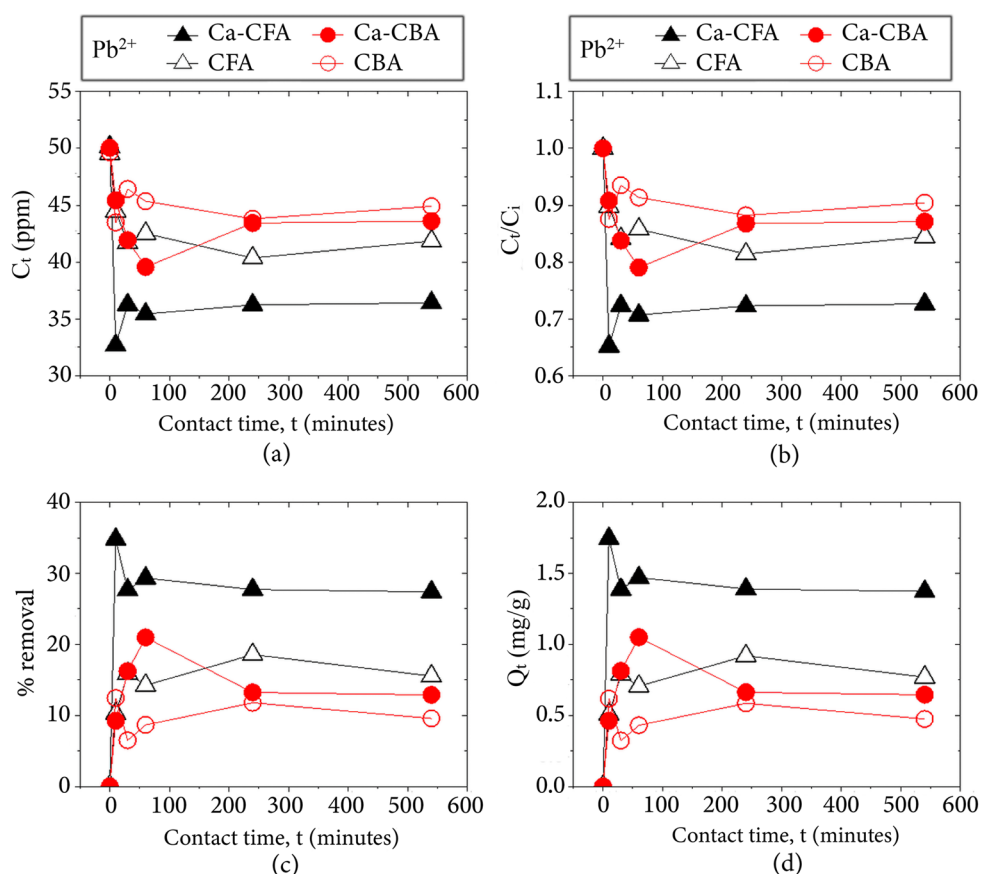 Pb²⁺ Ca-CFA Ca-CBA
CFA CBA
55
50
45
40
35
30
Cₜ (ppm)
0 100 200 300 400 500 600
Contact time, t (minutes)
(a)
Pb²⁺ Ca-CFA Ca-CBA
CFA CBA
1.1
1.0
0.9
0.8
0.7
0.6
Cₜ/Cᵢ
0 100 200 300 400 500 600
Contact time, t (minutes)
(b)
40
30
20
10
0
% removal
0 100 200 300 400 500 600
Contact time, t (minutes)
(c)
2.0
1.5
1.0
0.5
0.0
Qₜ (mg/g)
0 100 200 300 400 500 600
Contact time, t (minutes)
(d)